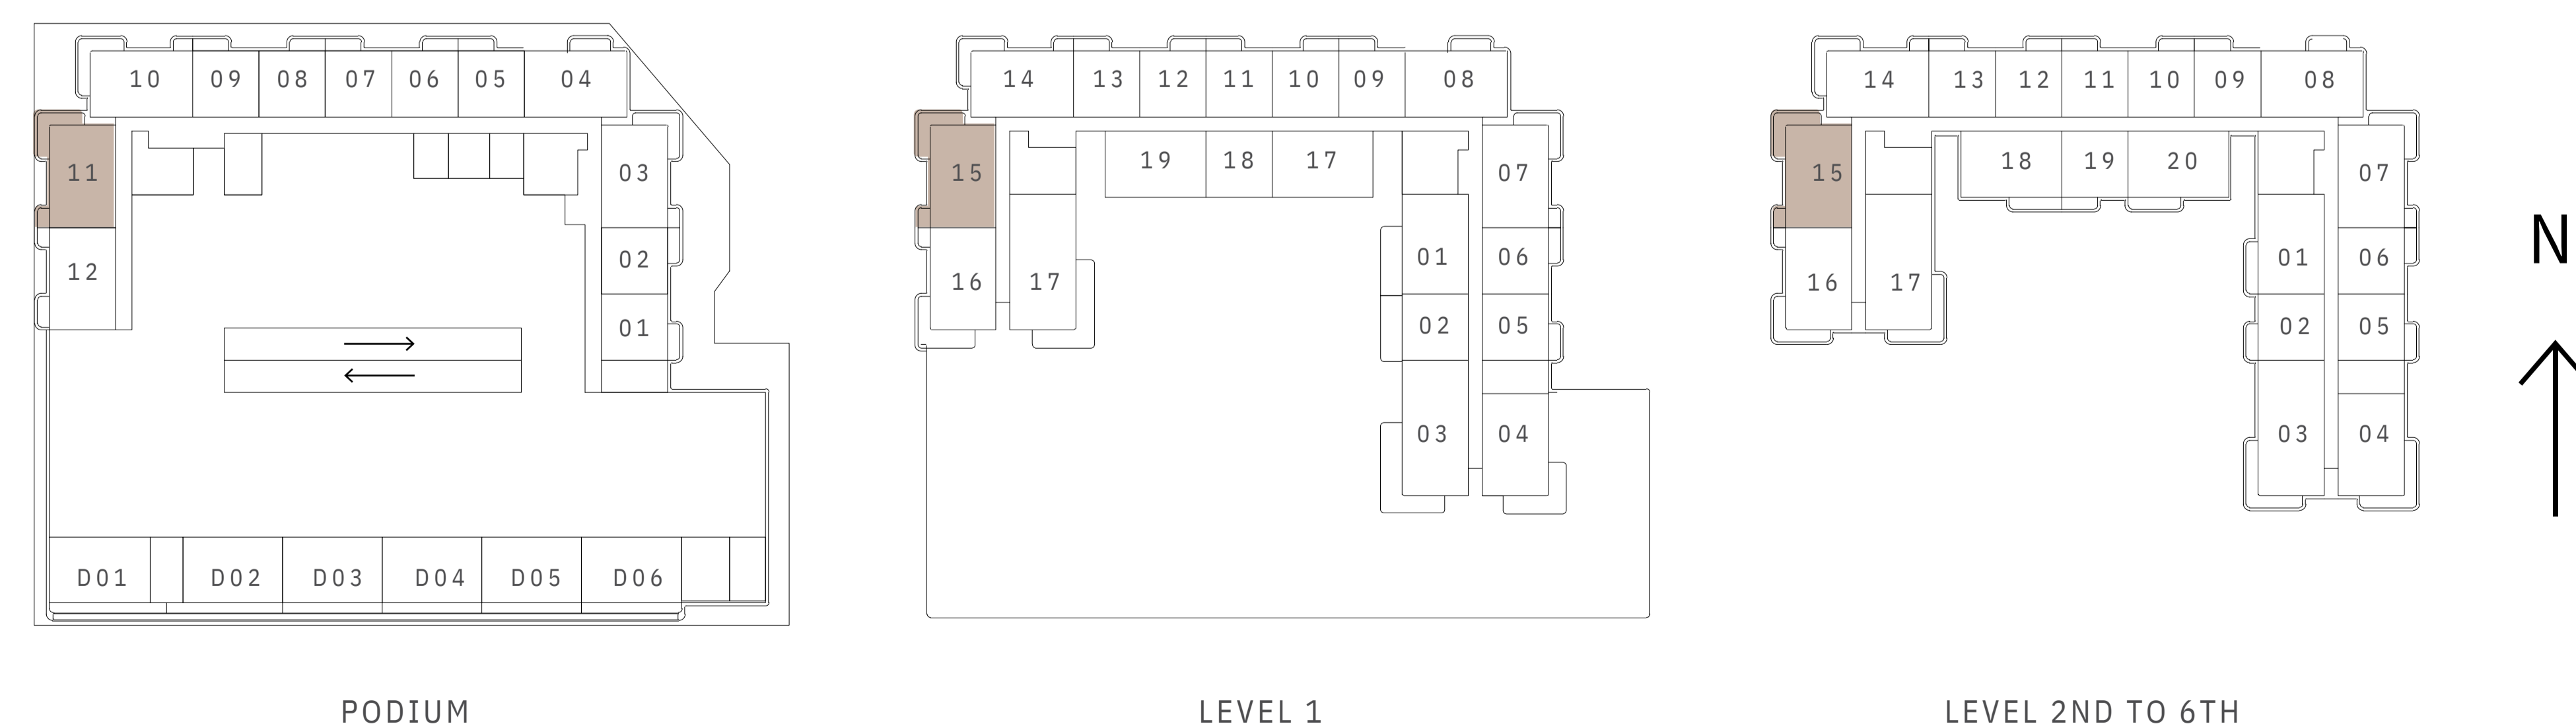 10 09 08 07 06 05 04
11
03
02
12
01
D01 D02 D03 D04 D05 D06
PODIUM
14 13 12 11 10 09 08
19 18 17
15
07
01 06
16 17
02 05
03 04
LEVEL 1
14 13 12 11 10 09 08
18 19 20
15
07
01 06
16 17
02 05
03 04
LEVEL 2ND TO 6TH
N